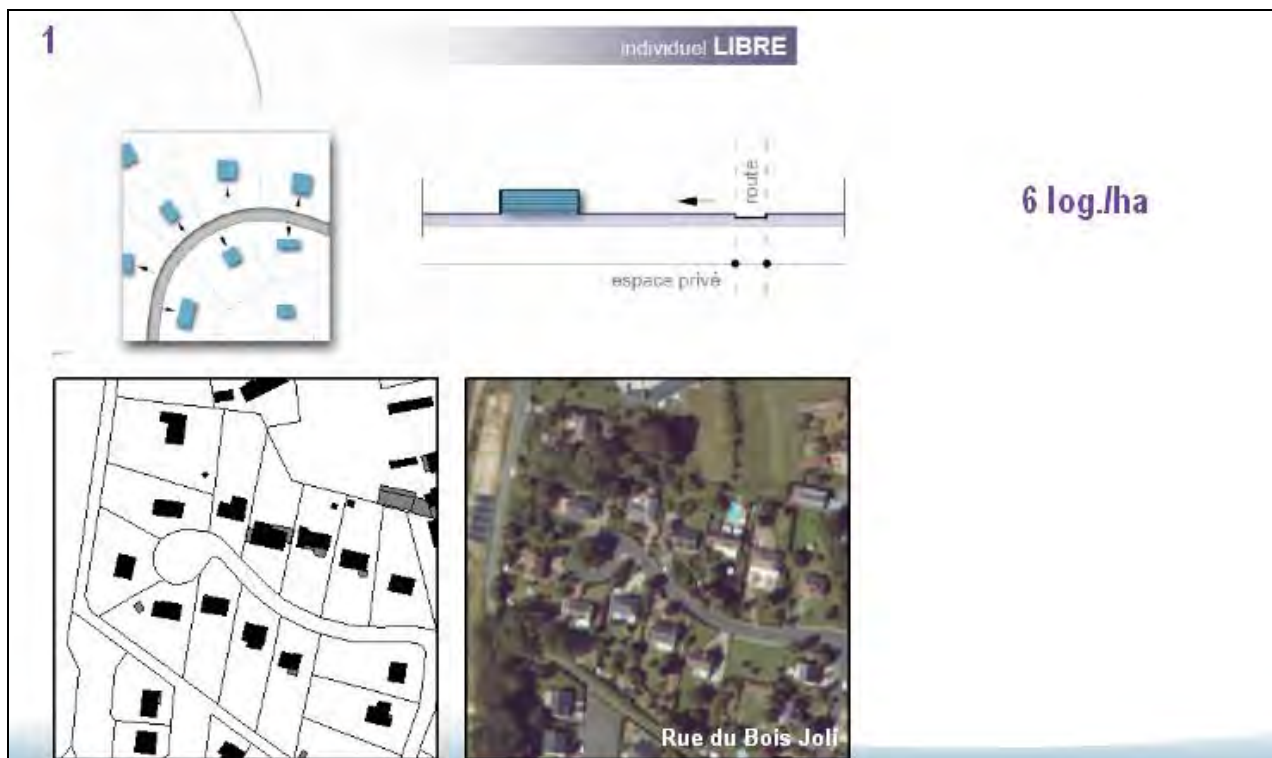 1
individuel LIBRE
route
6 log./ha
espace privé
Rue du Bois Joli